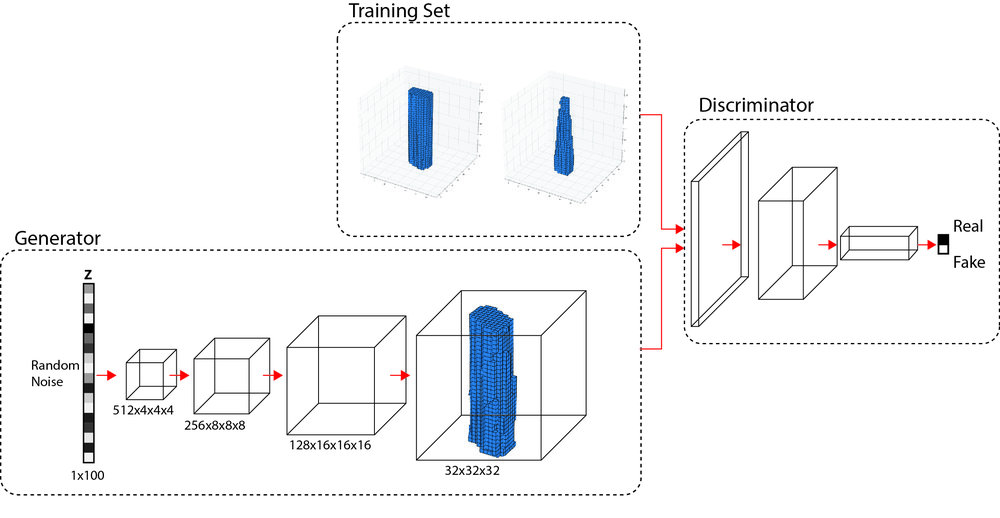 Training Set
Discriminator
Real
Fake
Generator
Z
Random
Noise
1x100
512x4x4x4
256x8x8x8
128x16x16x16
32x32x32